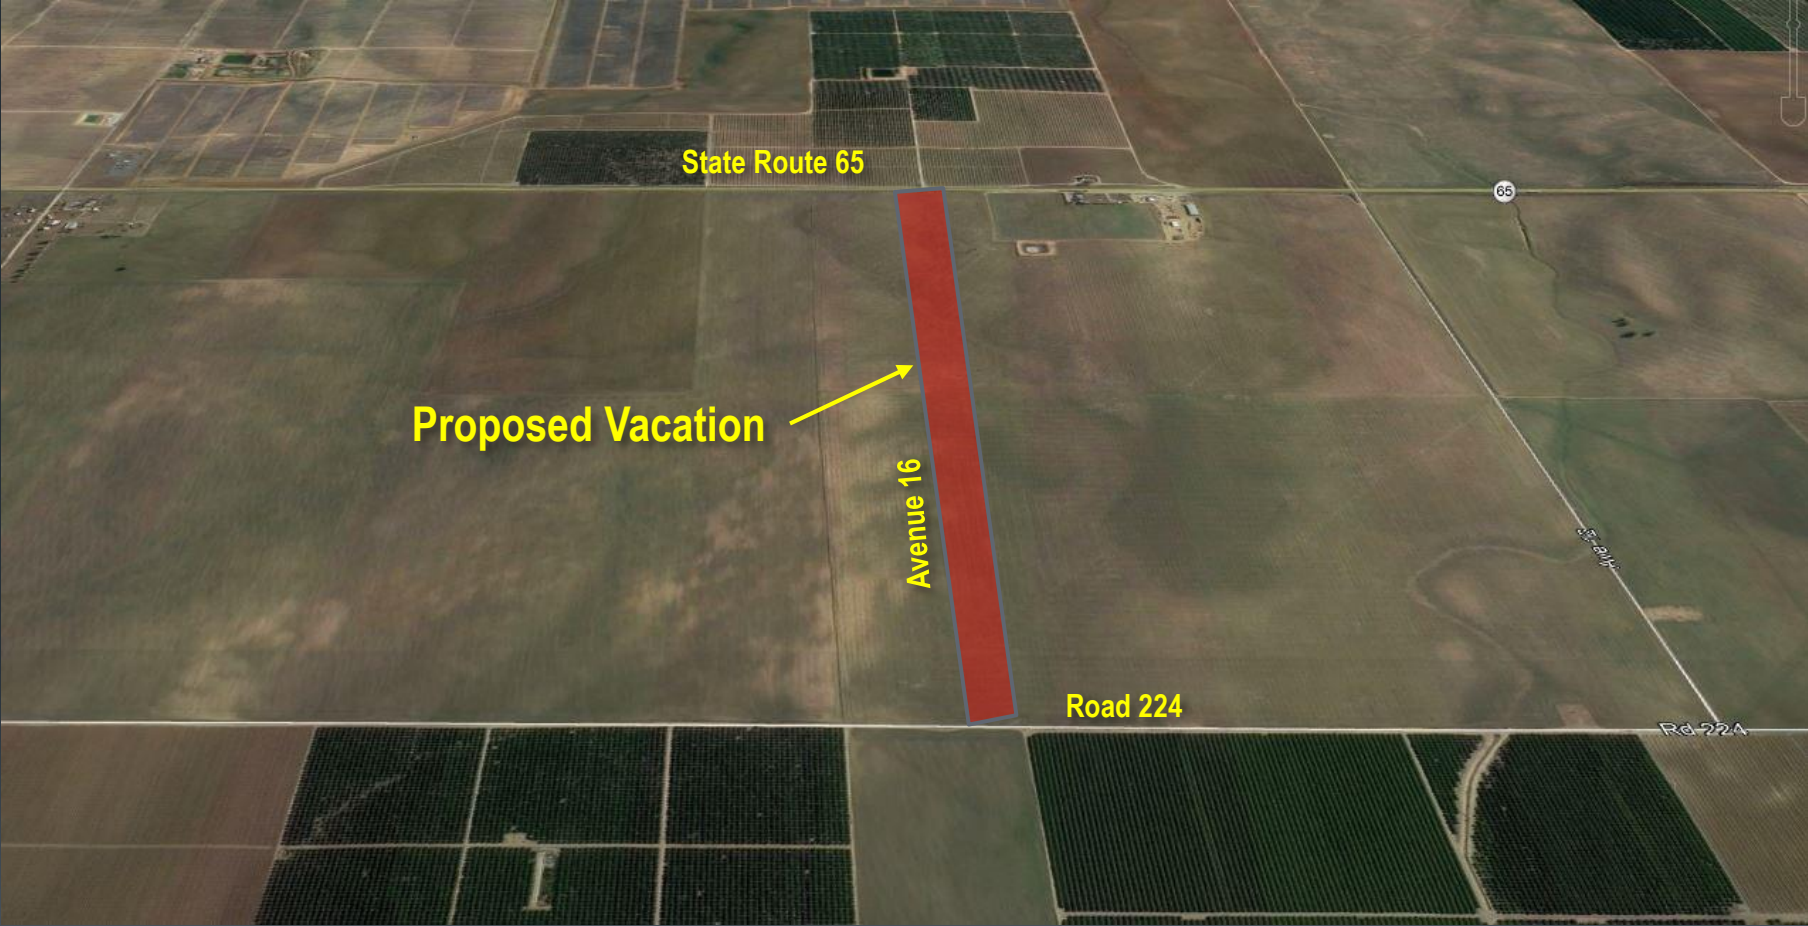 State Route 65
65
Proposed Vacation
Avenue 16
Road 224
Rd 224